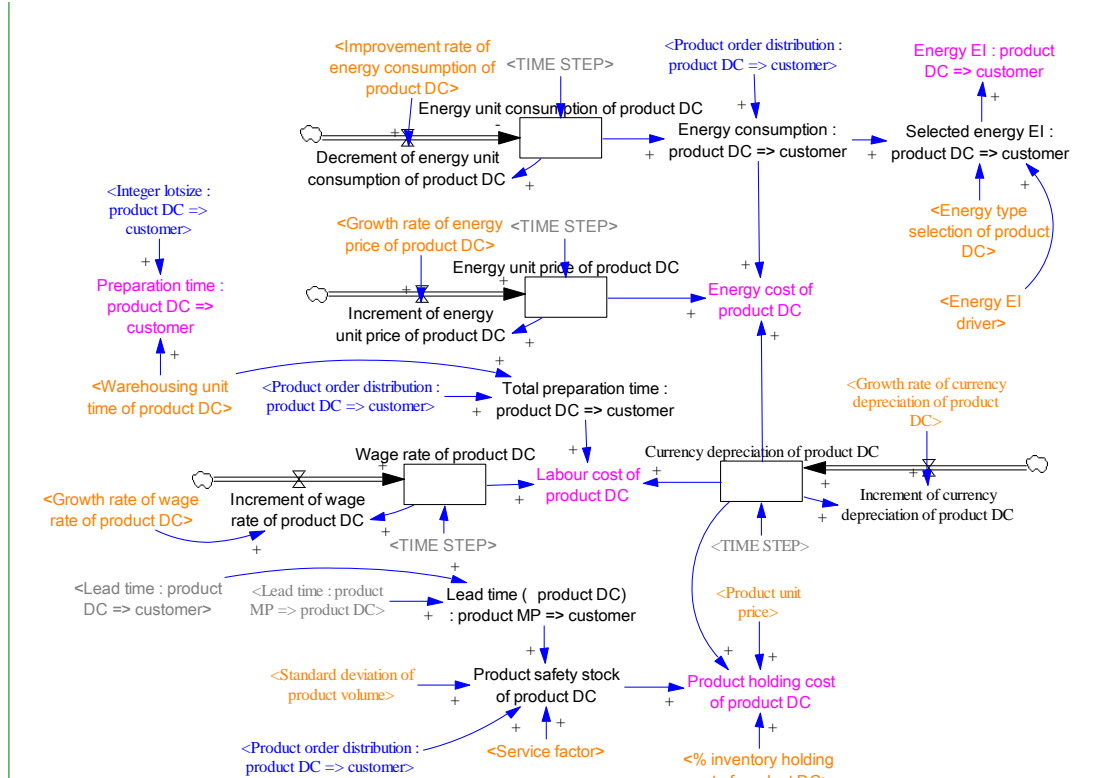 <Improvement rate of
energy consumption of
product DC>
<TIME STEP>
<Product order distribution :
product DC => customer>
Energy EI : product
DC => customer
Energy unit consumption of product DC
Decrement of energy unit
consumption of product DC
Energy consumption :
product DC => customer
Selected energy EI :
product DC => customer
<Integer lotsize :
product DC =>
customer>
<Growth rate of energy
price of product DC>
<TIME STEP>
<Energy type
selection of product
DC>
Energy unit price of product DC
Preparation time :
product DC =>
customer
Increment of energy
unit price of product DC
Energy cost of
product DC
<Energy EI
driver>
<Warehousing unit
time of product DC>
<Product order distribution :
product DC => customer>
Total preparation time :
product DC => customer
<Growth rate of currency
depreciation of product
DC>
Wage rate of product DC
Currency depreciation of product DC
<Growth rate of wage
rate of product DC>
Increment of wage
rate of product DC
Labour cost of
product DC
Increment of currency
depreciation of product DC
<TIME STEP>
<TIME STEP>
<Lead time : product
DC => customer>
<Lead time : product
MP => product DC>
Lead time ( product DC)
: product MP => customer
<Product unit
price>
<Standard deviation of
product volume>
Product safety stock
of product DC
Product holding cost
of product DC
<Product order distribution :
product DC => customer>
<Service factor>
<% inventory holding